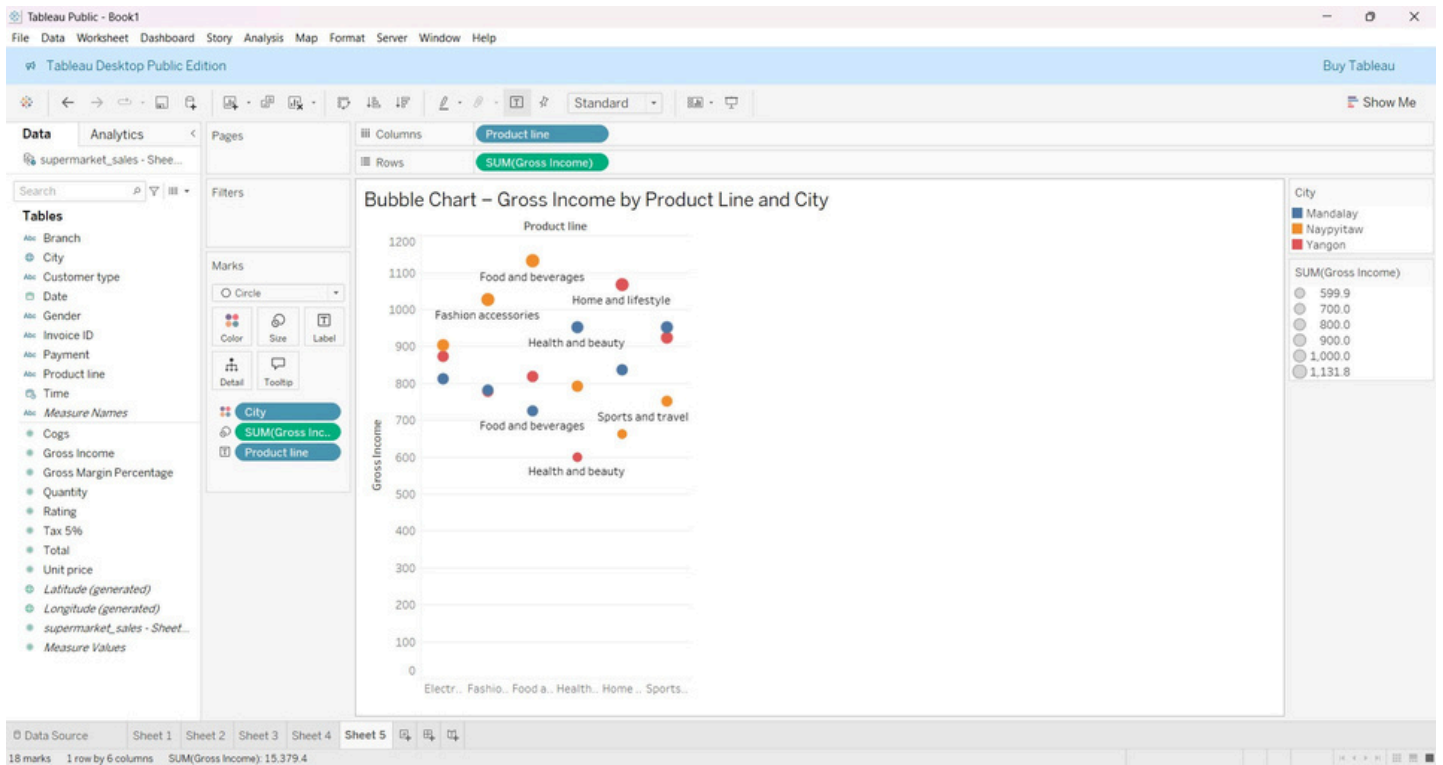 Tableau Public - Book1
File Data Worksheet Dashboard Story Analysis Map Format Server Window Help
Tableau Desktop Public Edition
Buy Tableau
Standard
Show Me
Data
Analytics
supermarket_sales - Shee...
Search
Tables
Abc Branch
City
Abc Customer type
Date
Abc Gender
Abc Invoice ID
Abc Payment
Abc Product line
Time
Abc Measure Names
Cogs
Gross Income
Gross Margin Percentage
Quantity
Rating
Tax 5%
Total
Unit price
Latitude (generated)
Longitude (generated)
supermarket_sales - Sheet...
Measure Values
Pages
Filters
Marks
Circle
Color Size Label
Detail Tooltip
City
SUM(Gross Inc..
Product line
Columns
Product line
Rows
SUM(Gross Income)
Bubble Chart – Gross Income by Product Line and City
Product line
1200
1100
1000
900
800
700
600
500
400
300
200
100
0
Gross Income
Food and beverages
Home and lifestyle
Fashion accessories
Health and beauty
Sports and travel
Food and beverages
Health and beauty
Electr.. Fashio.. Food a.. Health.. Home .. Sports..
City
Mandalay
Naypyitaw
Yangon
SUM(Gross Income)
599.9
700.0
800.0
900.0
1,000.0
1,131.8
Data Source Sheet 1 Sheet 2 Sheet 3 Sheet 4 Sheet 5
18 marks 1 row by 6 columns SUM(Gross Income): 15,379.4